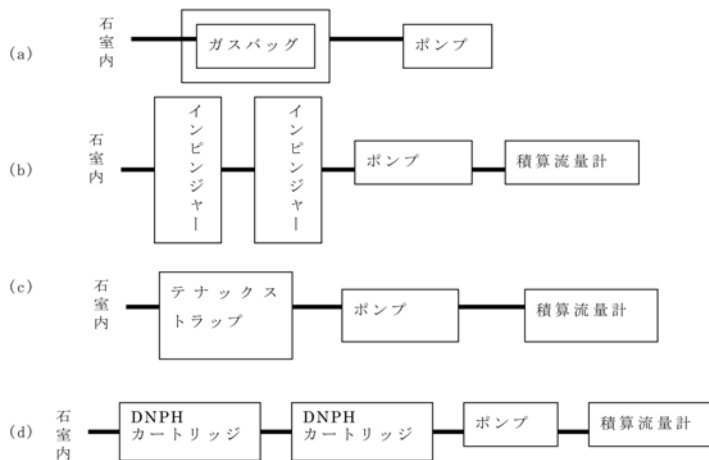 (a)
石室内
ガスバッグ
ポンプ
(b)
石室内
インピンジャー
インピンジャー
ポンプ
積算流量計
(c)
石室内
テナックス
トラップ
ポンプ
積算流量計
(d)
石室内
DNPH
カートリッジ
DNPH
カートリッジ
ポンプ
積算流量計